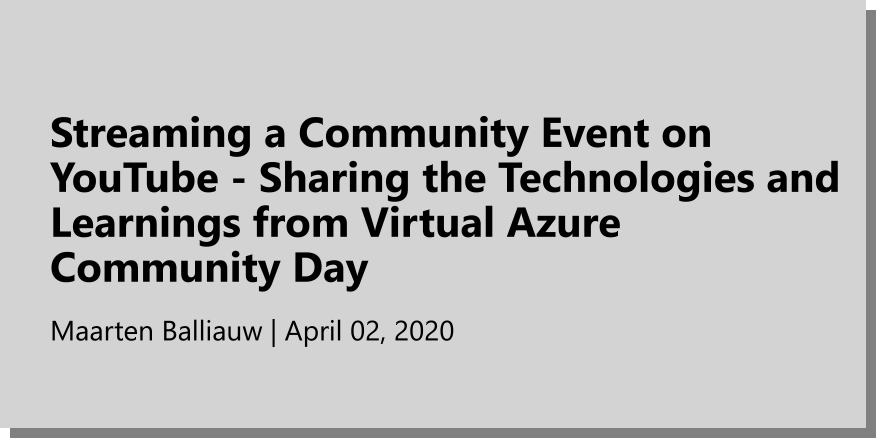 Streaming a Community Event on
YouTube - Sharing the Technologies and
Learnings from Virtual Azure
Community Day
Maarten Balliauw | April 02, 2020